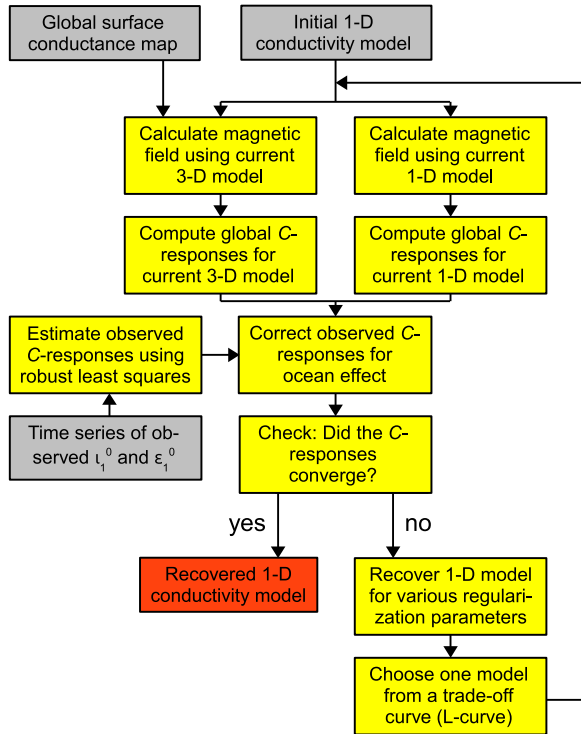 Global surface
conductance map
Initial 1-D
conductivity model
Calculate magnetic
field using current
3-D model
Calculate magnetic
field using current
1-D model
Compute global C-
responses for
current 3-D model
Compute global C-
responses for
current 1-D model
Estimate observed
C-responses using
robust least squares
Correct observed C-
responses for
ocean effect
Time series of ob-
served ι₁⁰ and ε₁⁰
Check: Did the C-
responses
converge?
yes
no
Recovered 1-D
conductivity model
Recover 1-D model
for various regulari-
zation parameters
Choose one model
from a trade-off
curve (L-curve)